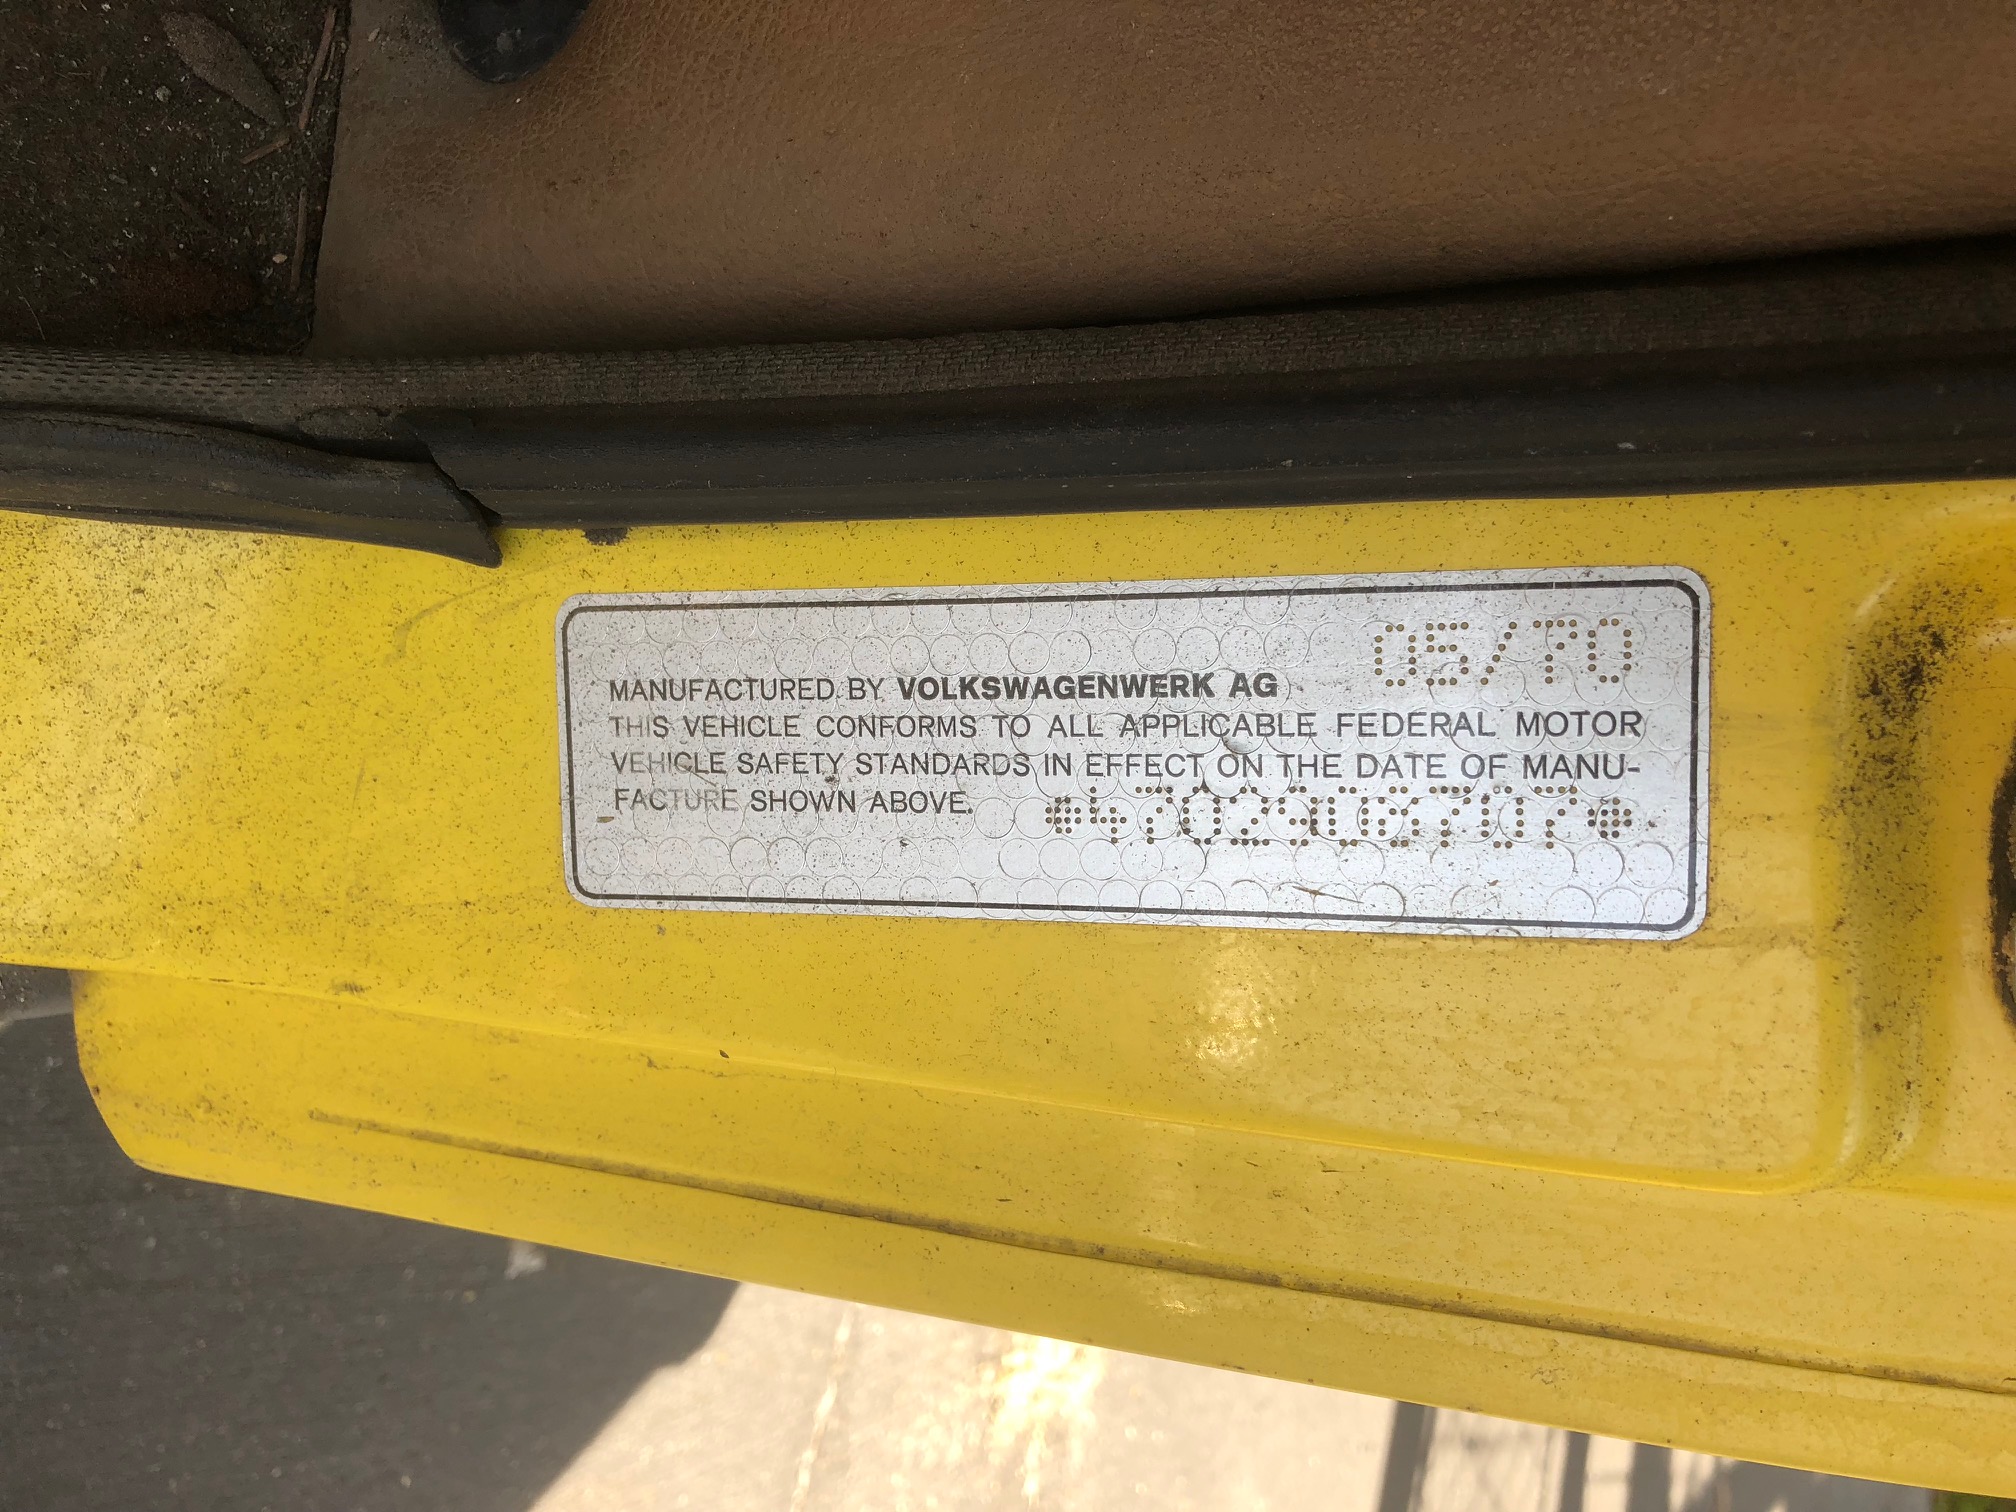 05/70
MANUFACTURED BY VOLKSWAGENWERK AG
THIS VEHICLE CONFORMS TO ALL APPLICABLE FEDERAL MOTOR
VEHICLE SAFETY STANDARDS IN EFFECT ON THE DATE OF MANU-
FACTURE SHOWN ABOVE.
4702906707